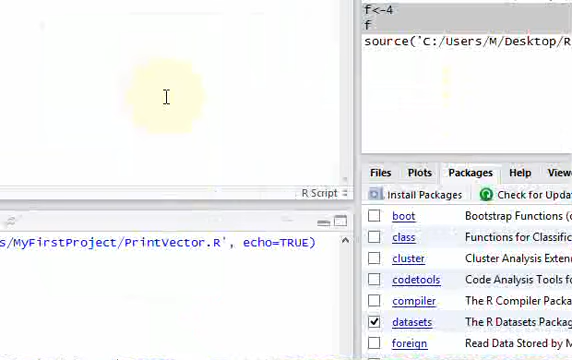 f<-4
f
source('C:/Users/M/Desktop/R
R Script
s/MyFirstProject/PrintVector.R', echo=TRUE)
Files Plots Packages Help View
Install Packages Check for Upda
boot Bootstrap Functions (o
class Functions for Classific
cluster Cluster Analysis Exten
codetools Code Analysis Tools fo
compiler The R Compiler Packa
datasets The R Datasets Packag
foreign Read Data Stored by M